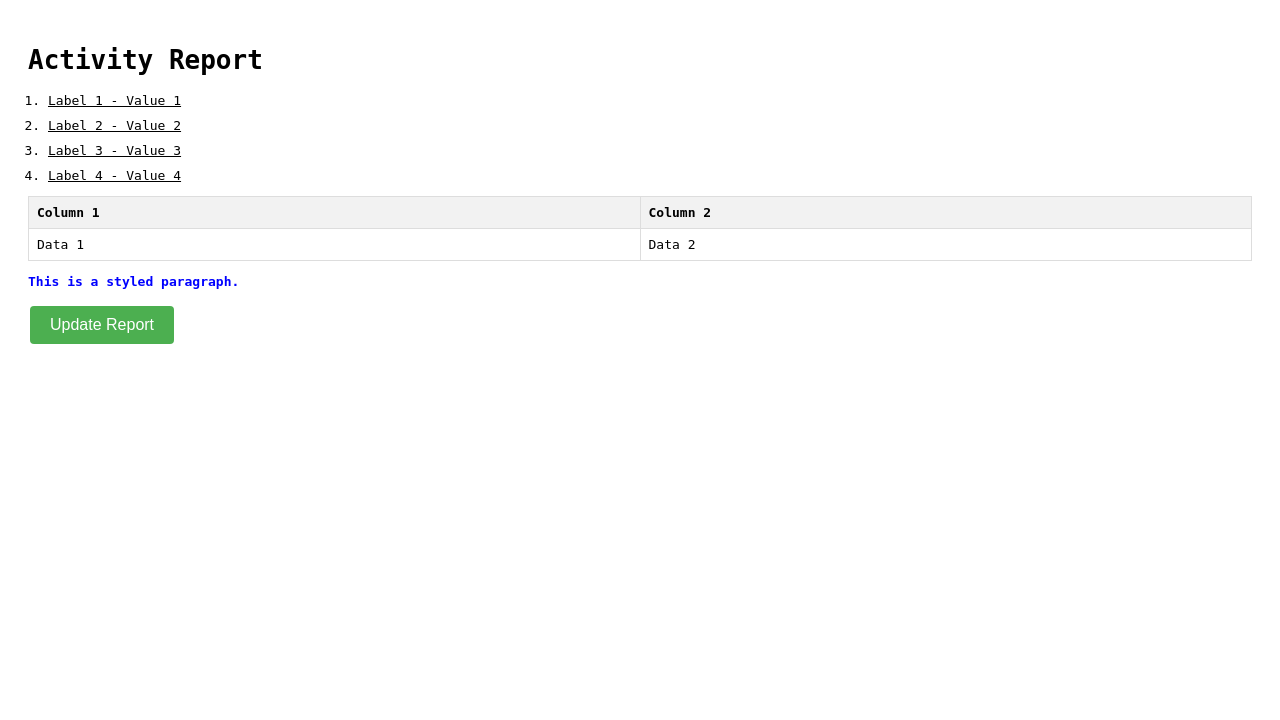 Activity Report
1. Label 1 - Value 1
2. Label 2 - Value 2
3. Label 3 - Value 3
4. Label 4 - Value 4
Column 1 Column 2
Data 1 Data 2
This is a styled paragraph.
Update Report